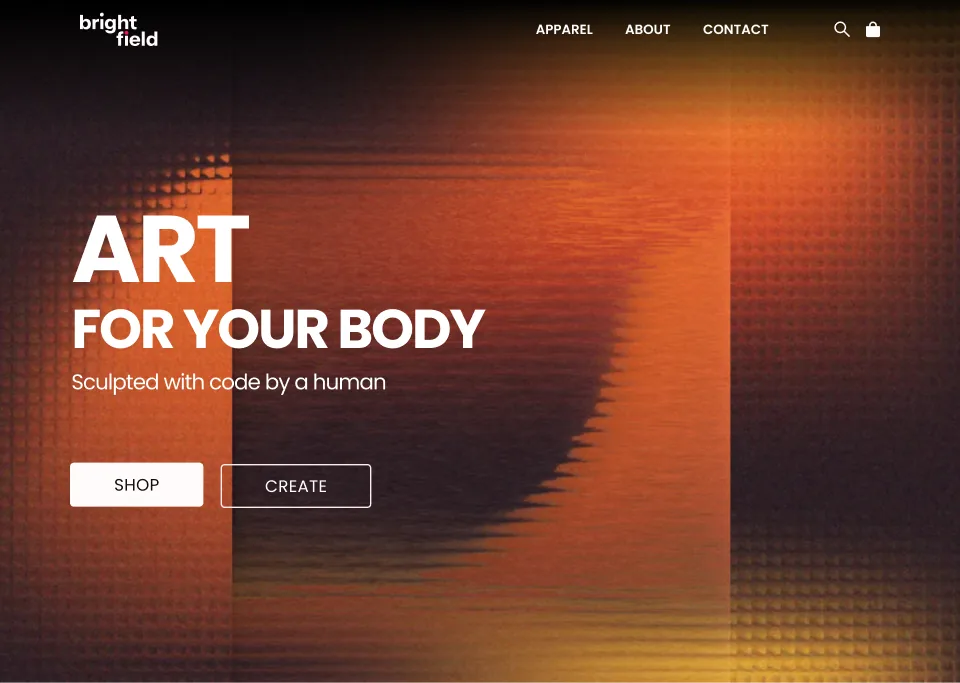 bright
field
APPAREL ABOUT CONTACT
ART
FOR YOUR BODY
Sculpted with code by a human
SHOP CREATE